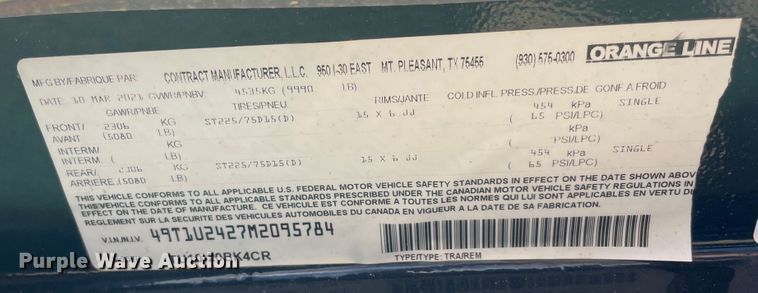 MFG BY/FABRIQUE PAR: CONTRACT MANUFACTURER, L.L.C. 950 I-30 EAST MT. PLEASANT, TX 75455 (930) 575-0300 ORANGE LINE
DATE: 10 MAR 2021 GVWR/PNBV: 4535KG (9990 LB)
GAWR/PNBE TIRES/PNEU. RIMS/JANTE COLD INFL. PRESS/PRESS.DE GONF.A FROID
FRONT/ 2306 KG ST225/75D15(D) 15 X 6 JJ 454 kPa SINGLE
AVANT (5080 LB) ( 65 PSI/LPC)
INTERM/ KG kPa
INTERM. ( LB) ( PSI/LPC)
REAR/ 2306 KG ST225/75D15(D) 15 X 6 JJ 454 kPa SINGLE
ARRIERE (5080 LB) ( 65 PSI/LPC)
THIS VEHICLE CONFORMS TO ALL APPLICABLE U.S. FEDERAL MOTOR VEHICLE SAFETY STANDARDS IN EFFECT ON THE DATE SHOWN ABOV
THIS VEHICLE CONFORMS TO ALL APPLICABLE STANDARDS PRESCRIBED UNDER THE CANADIAN MOTOR VEHICLE SAFETY REGULATIONS IN
DATE OF MANUFACTURE. CE VEHICULE EST CONFORME A TOUTES LES NORMES QUI LUI SONT APPLICABLES EN VERTU DU
REGLEMENT SUR LA SECURITE DES VEHICULES AUTOMOBILES DU CANADA EN VIGUEUR A LA DATE DE SA FABRICATION.
V.I.N./N.I.V. 49T1U2427M2095784
TYPE/TYPE: TRA/REM
Purple Wave Auction